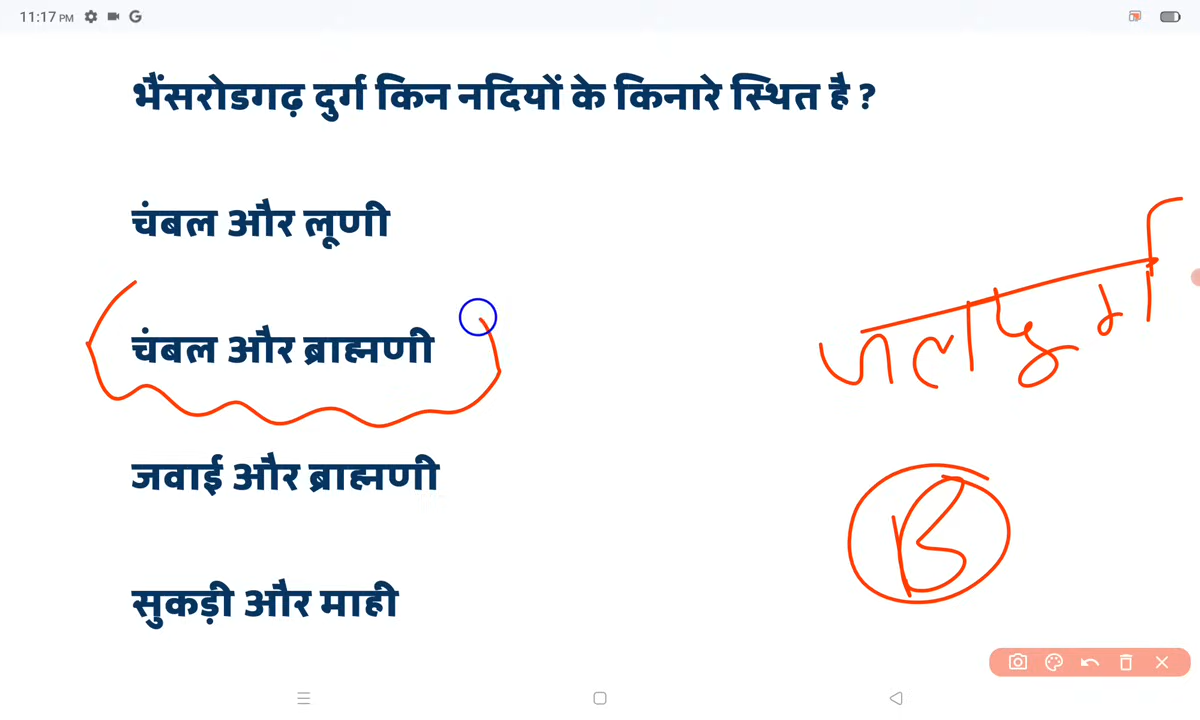 11:17 PM
भैंसरोडगढ़ दुर्ग किन नदियों के किनारे स्थित है ?
चंबल और लूणी
चंबल और ब्राह्मणी
जवाई और ब्राह्मणी
सुकड़ी और माही
जलदुर्ग
B